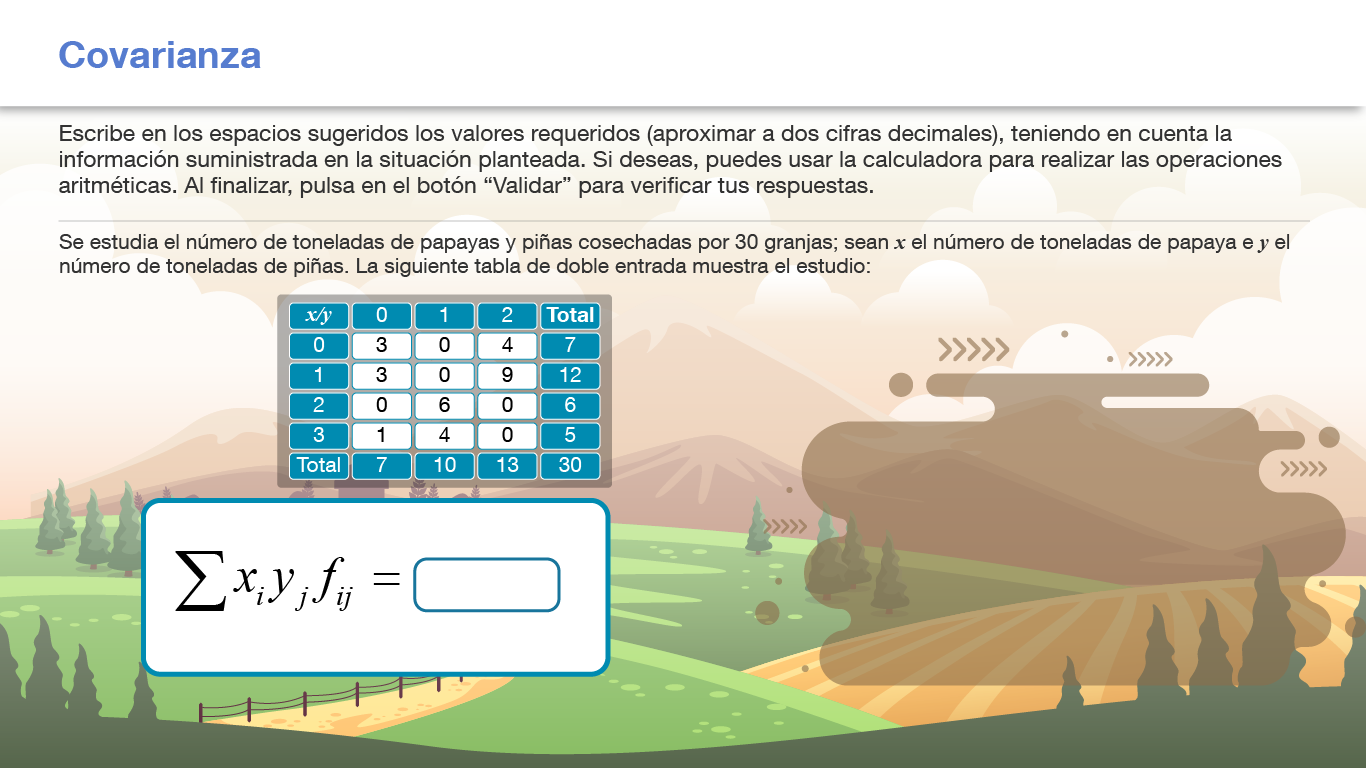 Covarianza
Escribe en los espacios sugeridos los valores requeridos (aproximar a dos cifras decimales), teniendo en cuenta la
información suministrada en la situación planteada. Si deseas, puedes usar la calculadora para realizar las operaciones
aritméticas. Al finalizar, pulsa en el botón “Validar” para verificar tus respuestas.
Se estudia el número de toneladas de papayas y piñas cosechadas por 30 granjas; sean x el número de toneladas de papaya e y el
número de toneladas de piñas. La siguiente tabla de doble entrada muestra el estudio:
x/y 0 1 2 Total
0 3 0 4 7
1 3 0 9 12
2 0 6 0 6
3 1 4 0 5
Total 7 10 13 30
∑ x_i y_j f_ij =